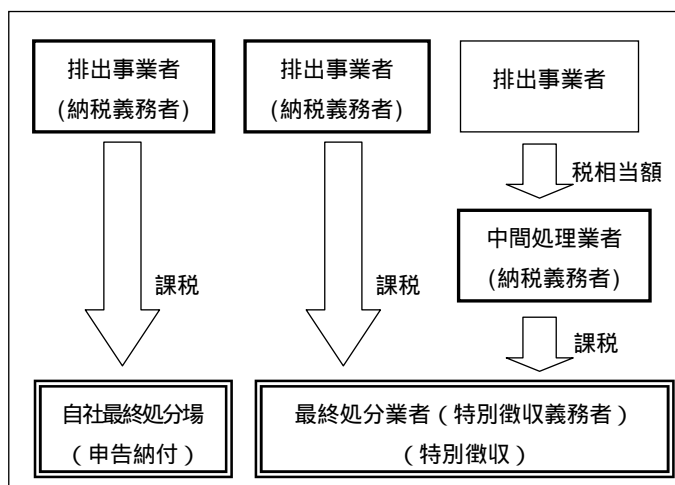 排出事業者
(納税義務者)
排出事業者
(納税義務者)
排出事業者
税相当額
中間処理業者
(納税義務者)
課税
課税
課税
自社最終処分場
（申告納付）
最終処分業者（特別徴収義務者）
（特別徴収）